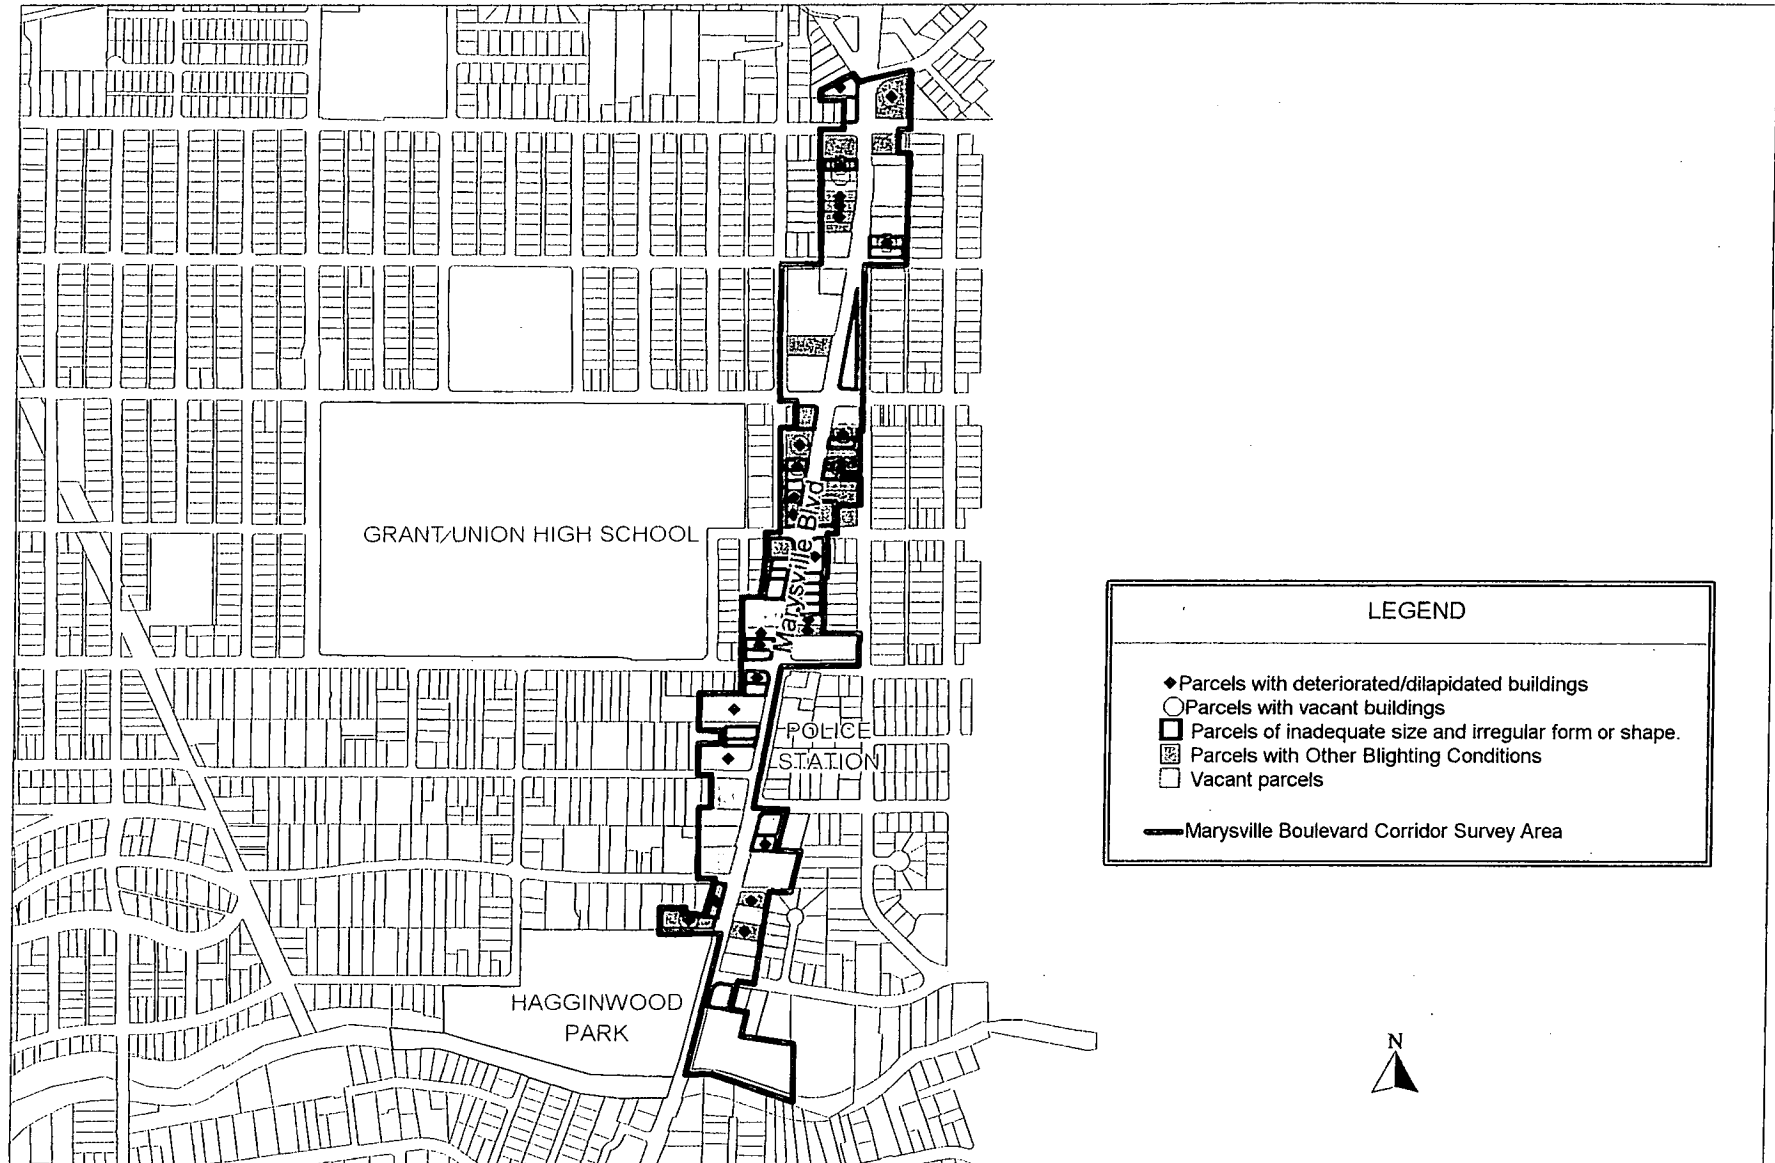 GRANT/UNION HIGH SCHOOL
Marysville Blvd
POLICE
STATION
HAGGINWOOD
PARK
LEGEND
Parcels with deteriorated/dilapidated buildings
Parcels with vacant buildings
Parcels of inadequate size and irregular form or shape.
Parcels with Other Blighting Conditions
Vacant parcels
Marysville Boulevard Corridor Survey Area
N